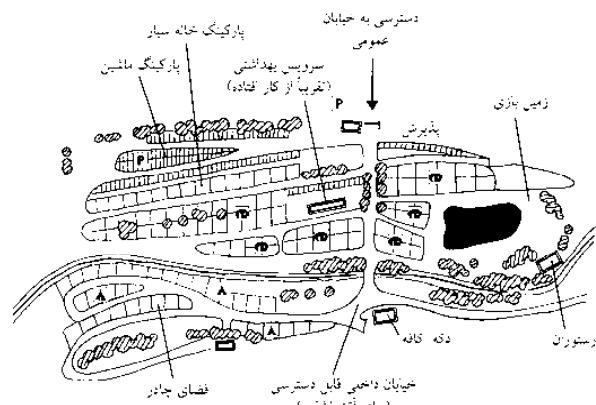 دسترسی به خیابان
عمومی
پارکینگ خانه سیار
سرویس بهداشتی
(تقریباً از کار افتاده)
پارکینگ ماشین
P
زمین بازی
پذیرش
P
A
A
A
رستوران
دکه کافه
فضای چادر
خیابان داخلی قابل دسترسی